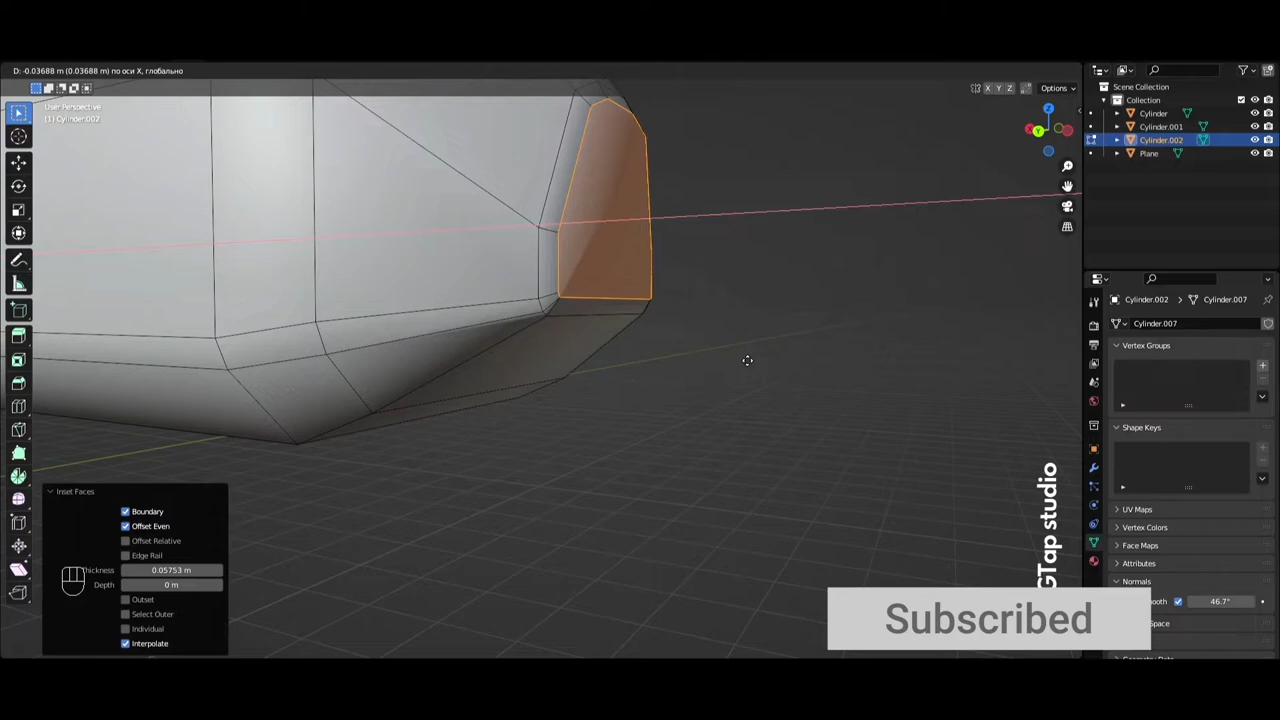 D: -0.03688 m (0.03688 m) по оси X, глобально
X Y Z
Options
User Perspective
(1) Cylinder.002
Z
X
Y
Scene Collection
Collection
Cylinder
Cylinder.001
Cylinder.002
Plane
Cylinder.002
Cylinder.007
Cylinder.007
Vertex Groups
Shape Keys
UV Maps
Vertex Colors
Face Maps
Attributes
Normals
46.7°
Inset Faces
Boundary
Offset Even
Offset Relative
Edge Rail
Thickness
0.05753 m
Depth
0 m
Outset
Select Outer
Individual
Interpolate
GTap studio
Subscribed